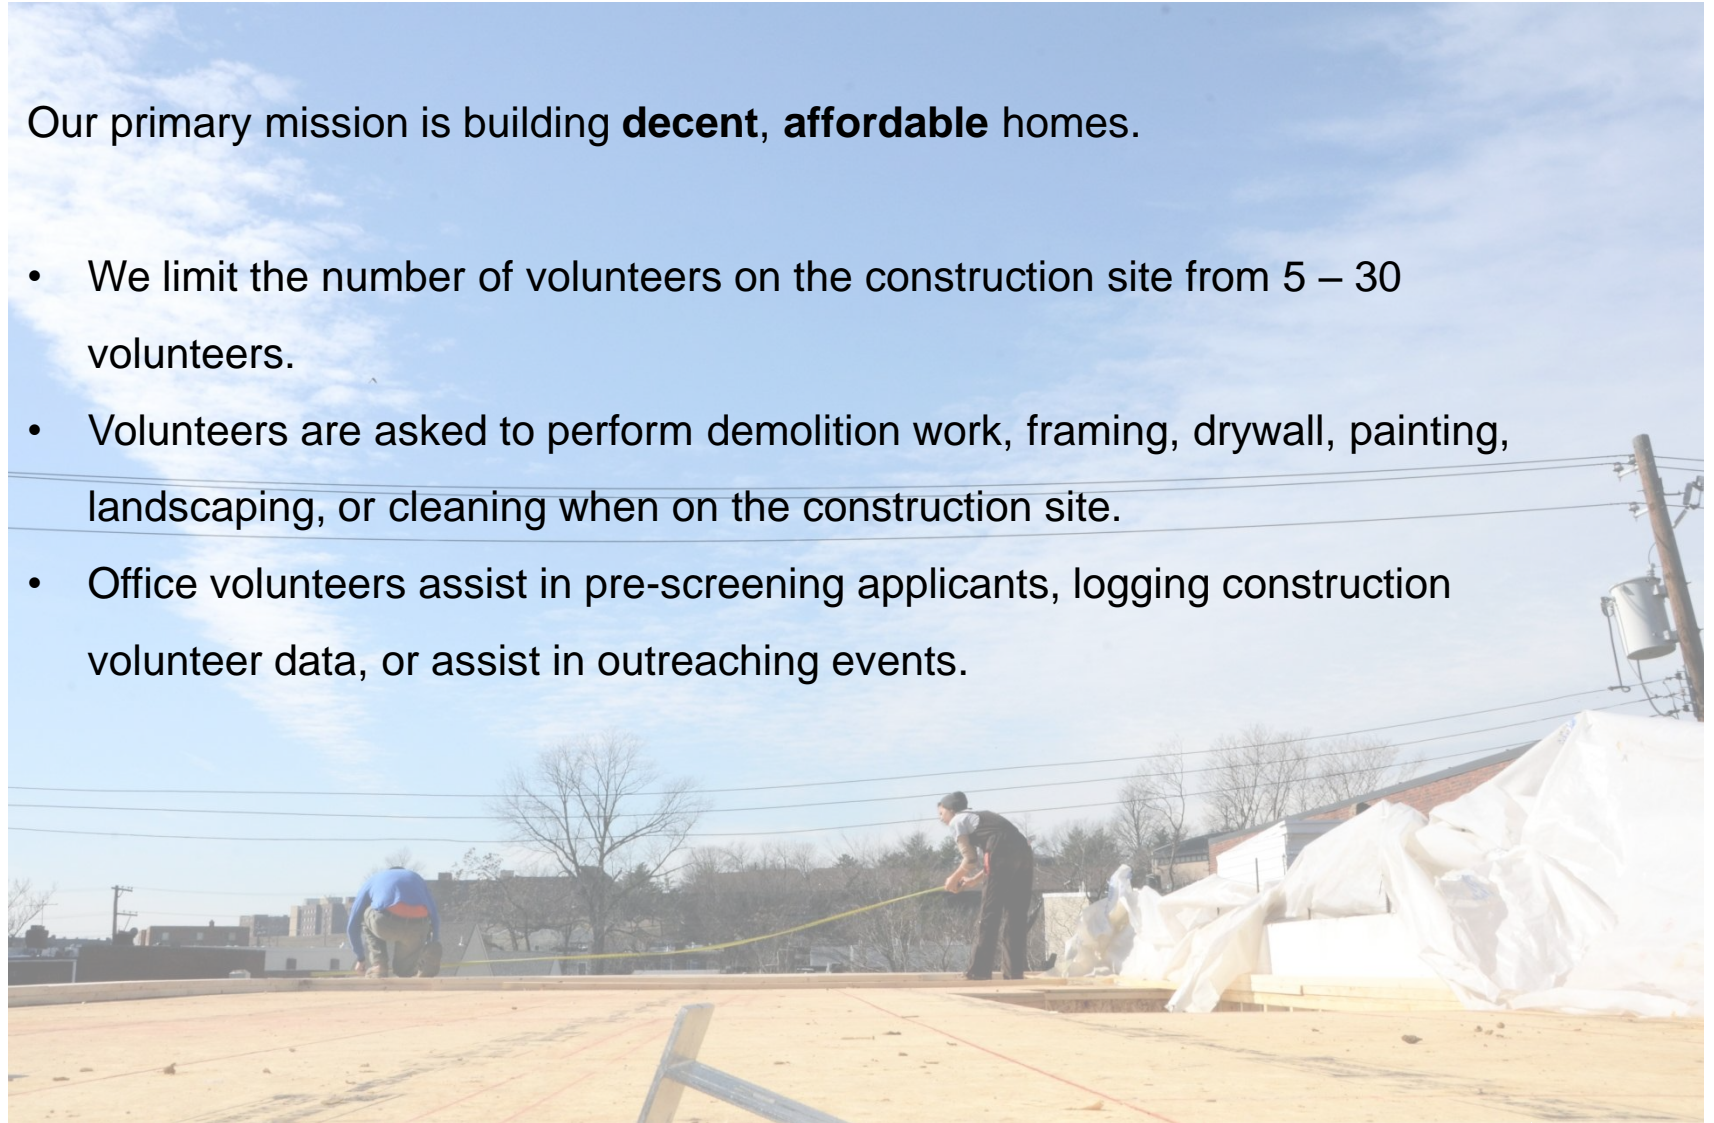 Our primary mission is building decent, affordable homes.
• We limit the number of volunteers on the construction site from 5 – 30
volunteers.
• Volunteers are asked to perform demolition work, framing, drywall, painting,
landscaping, or cleaning when on the construction site.
• Office volunteers assist in pre-screening applicants, logging construction
volunteer data, or assist in outreaching events.